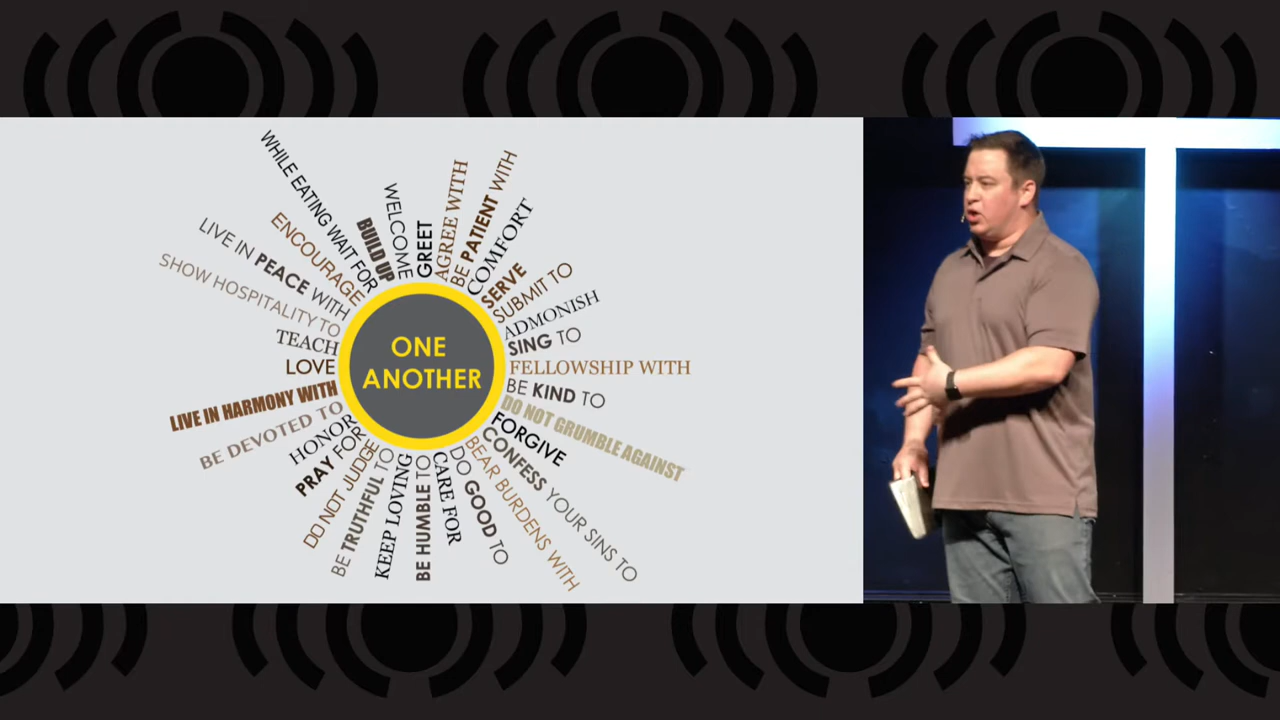 ONE
ANOTHER
GREET
AGREE WITH
BE PATIENT WITH
COMFORT
SERVE
SUBMIT TO
ADMONISH
SING TO
FELLOWSHIP WITH
BE KIND TO
DO NOT GRUMBLE AGAINST
FORGIVE
CONFESS YOUR SINS TO
BEAR BURDENS WITH
DO GOOD TO
CARE FOR
BE HUMBLE TO
KEEP LOVING
BE TRUTHFUL TO
DO NOT JUDGE
PRAY FOR
HONOR
BE DEVOTED TO
LIVE IN HARMONY WITH
LOVE
TEACH
SHOW HOSPITALITY TO
LIVE IN PEACE WITH
ENCOURAGE
WHILE EATING WAIT FOR
BUILD UP
WELCOME